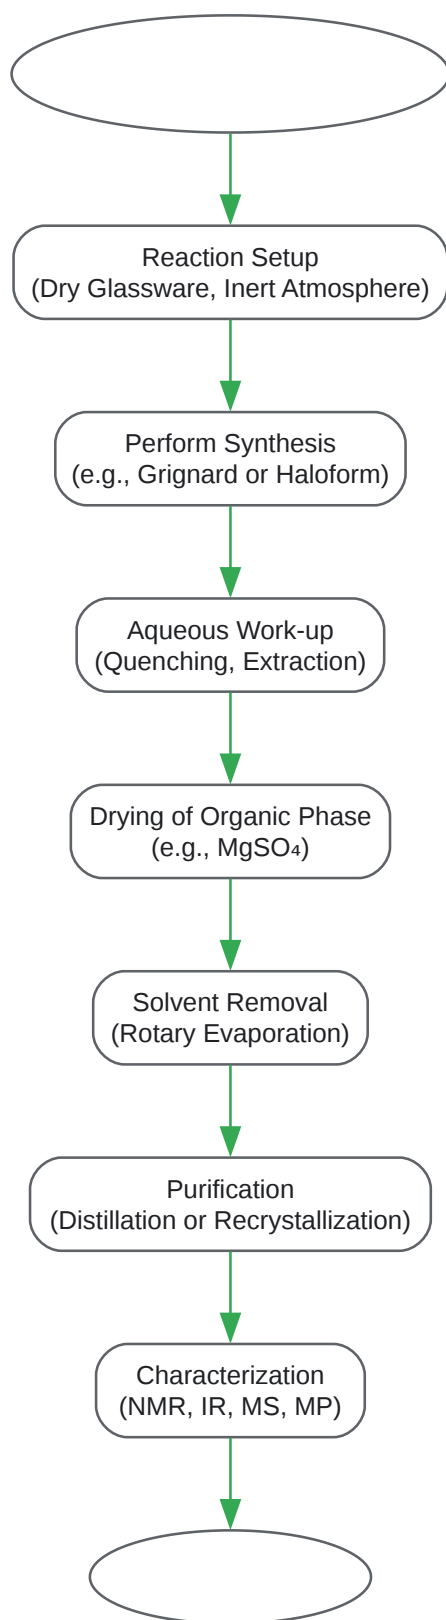 Reaction Setup
(Dry Glassware, Inert Atmosphere)
Perform Synthesis
(e.g., Grignard or Haloform)
Aqueous Work-up
(Quenching, Extraction)
Drying of Organic Phase
(e.g., MgSO₄)
Solvent Removal
(Rotary Evaporation)
Purification
(Distillation or Recrystallization)
Characterization
(NMR, IR, MS, MP)